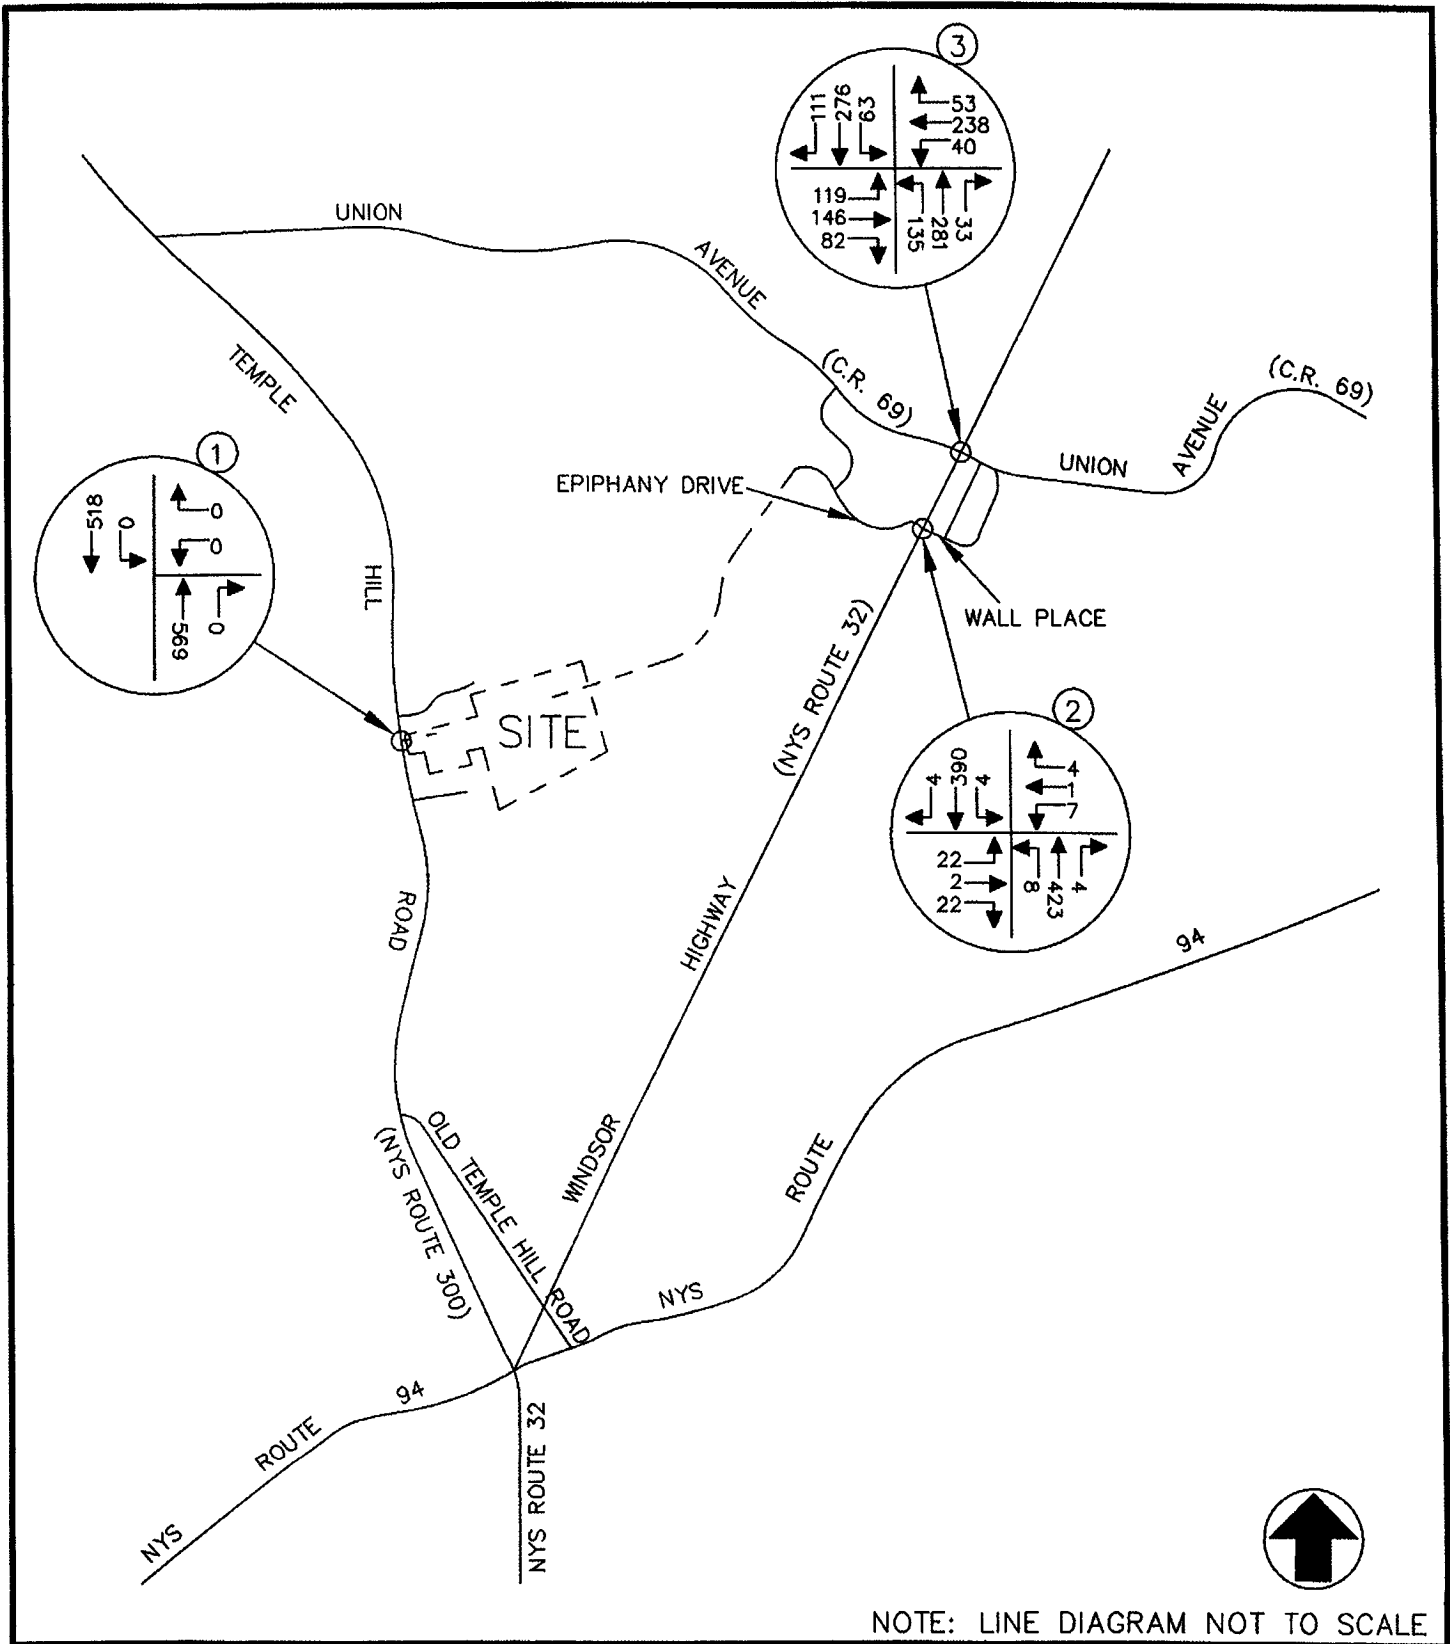 3
111
276
63
53
238
40
119
146
82
135
281
33
UNION
AVENUE
(C.R. 69)
(C.R. 69)
AVENUE
UNION
TEMPLE
1
518
0
0
0
569
0
EPIPHANY DRIVE
HILL
WALL PLACE
(NYS ROUTE 32)
SITE
2
4
390
4
4
1
7
22
2
22
8
423
4
ROAD
HIGHWAY
94
OLD TEMPLE HILL ROAD
(NYS ROUTE 300)
WINDSOR
ROUTE
NYS
94
ROUTE
NYS
NYS ROUTE 32
NOTE: LINE DIAGRAM NOT TO SCALE